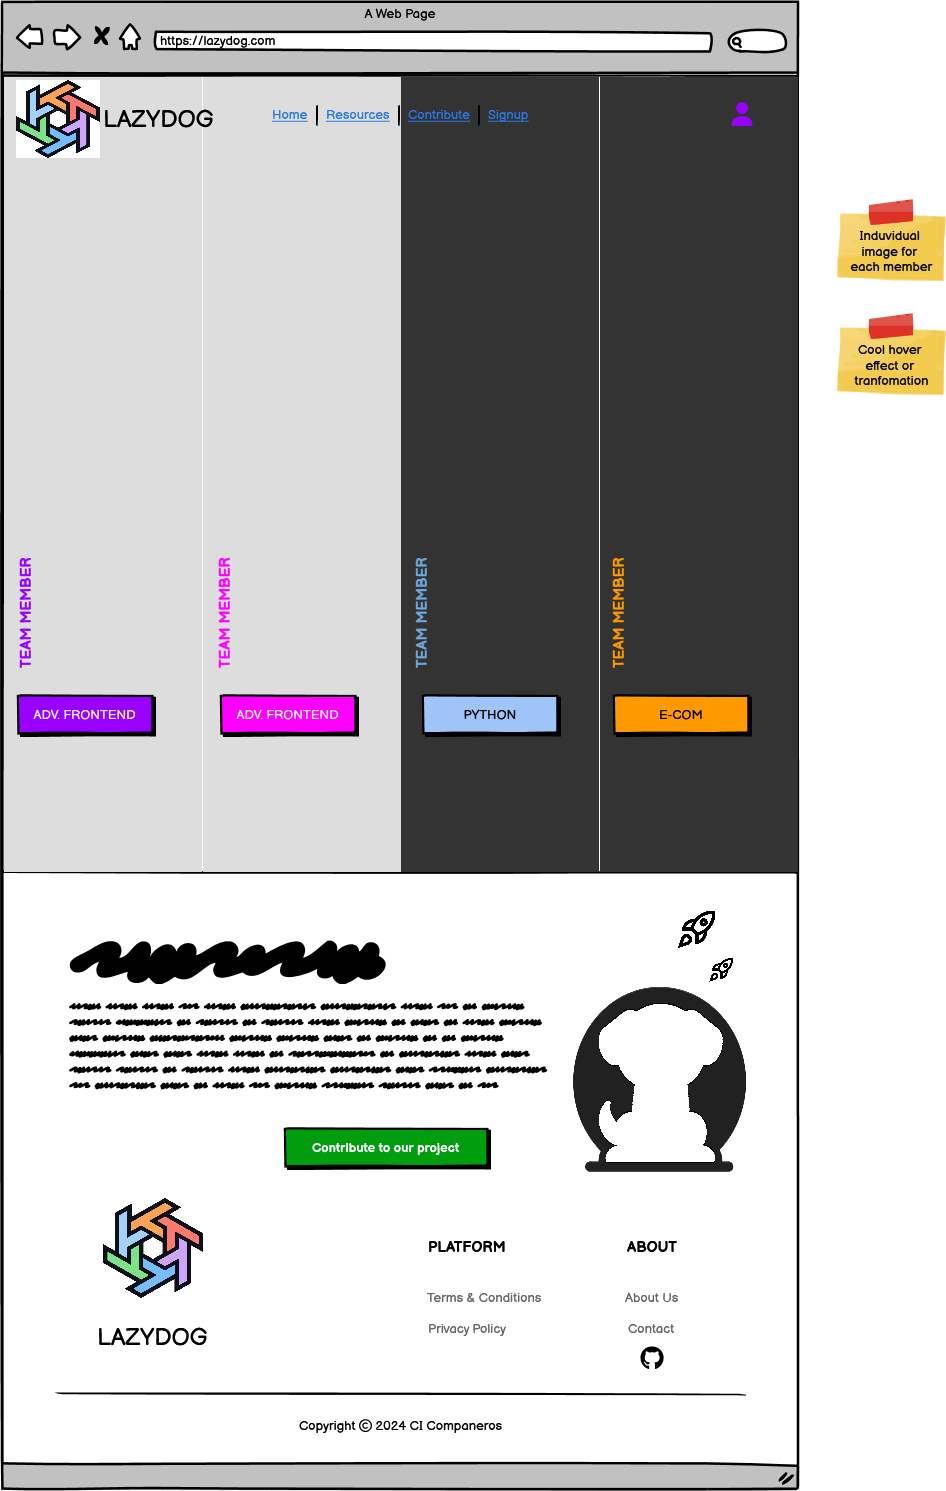 A Web Page
https://lazydog.com
LAZYDOG
Home Resources Contribute Signup
Induvidual
image for
each member
Cool hover
effect or
tranfomation
TEAM MEMBER
TEAM MEMBER
TEAM MEMBER
TEAM MEMBER
ADV. FRONTEND
ADV. FRONTEND
PYTHON
E-COM
Contribute to our project
LAZYDOG
PLATFORM
Terms & Conditions
Privacy Policy
ABOUT
About Us
Contact
Copyright © 2024 CI Companeros